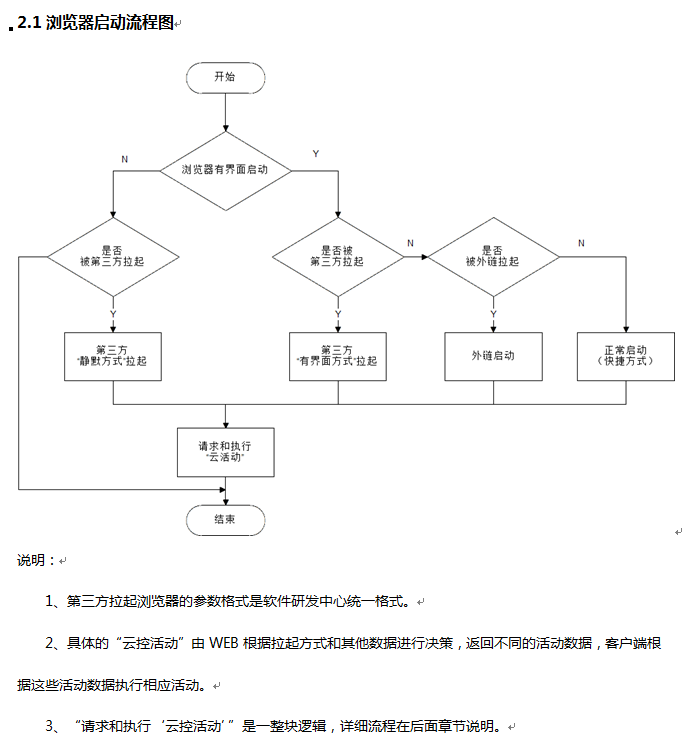 2.1 浏览器启动流程图
开始
浏览器有界面启动
N
Y
是否
被第三方拉起
是否被
第三方拉起
N
是否
被外链拉起
N
Y
Y
Y
第三方
“静默方式”拉起
第三方
“有界面方式”拉起
外链启动
正常启动
（快捷方式）
请求和执行
“云活动”
结束
说明：
1、第三方拉起浏览器的参数格式是软件研发中心统一格式。
2、具体的“云控活动”由 WEB 根据拉起方式和其他数据进行决策，返回不同的活动数据，客户端根
据这些活动数据执行相应活动。
3、“请求和执行‘云控活动’”是一整块逻辑，详细流程在后面章节说明。